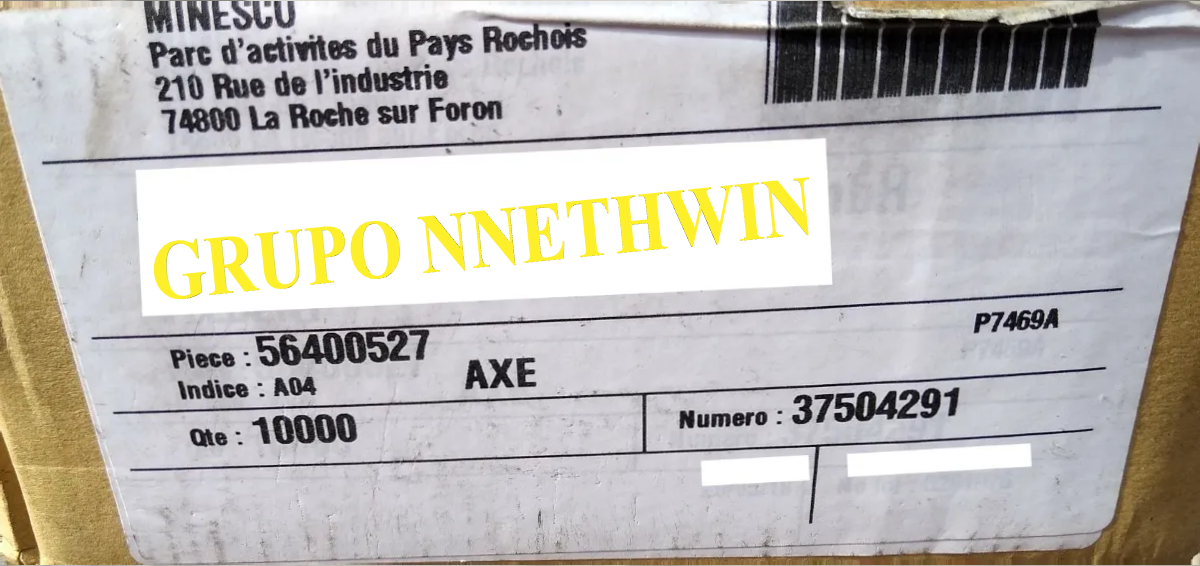 MINESCO
Parc d'activites du Pays Rochois
210 Rue de l'industrie
74800 La Roche sur Foron
GRUPO NNETHWIN
P7469A
Piece : 56400527
AXE
Indice : A04
Qte : 10000
Numero : 37504291